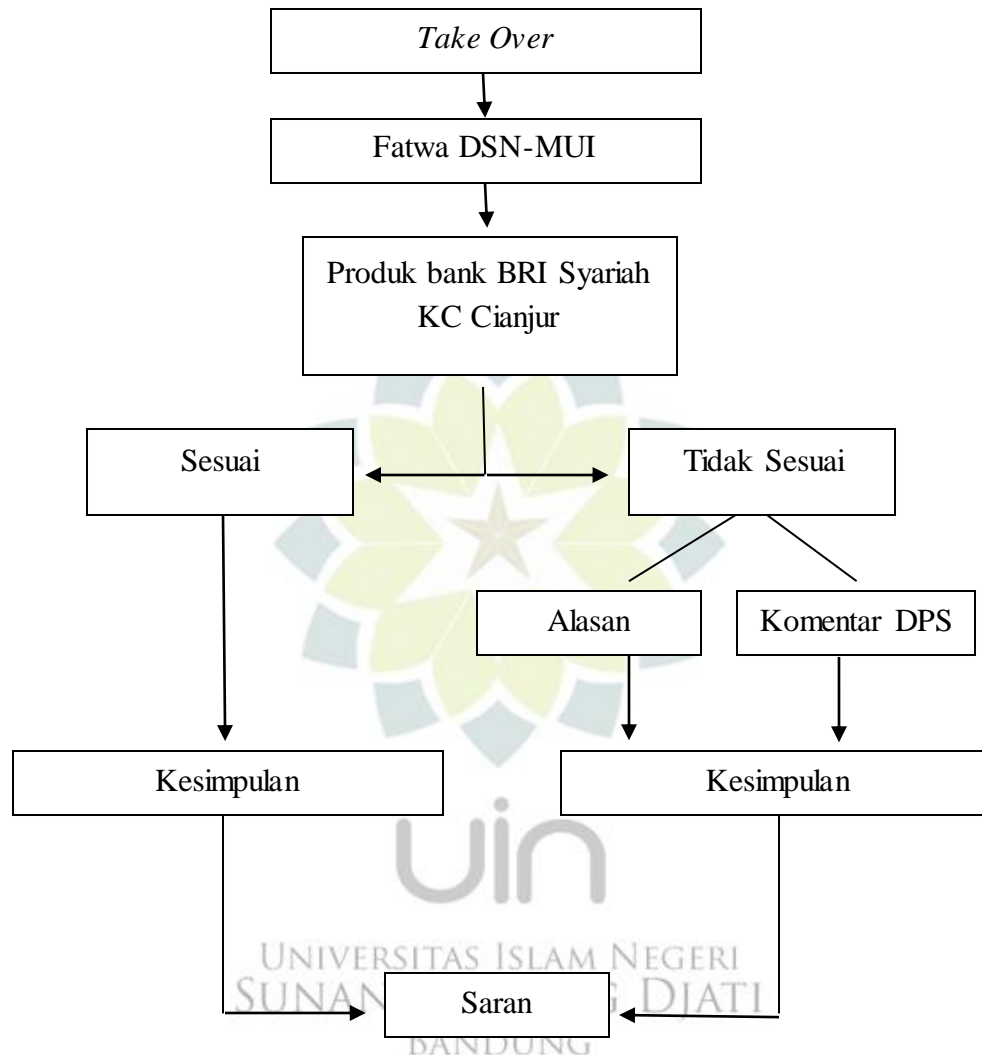 Take Over
Fatwa DSN-MUI
Produk bank BRI Syariah
KC Cianjur
Sesuai
Tidak Sesuai
Alasan
Komentar DPS
Kesimpulan
Kesimpulan
uin
UNIVERSITAS ISLAM NEGERI
SUNAN G DJATI
Saran
BANDUNG